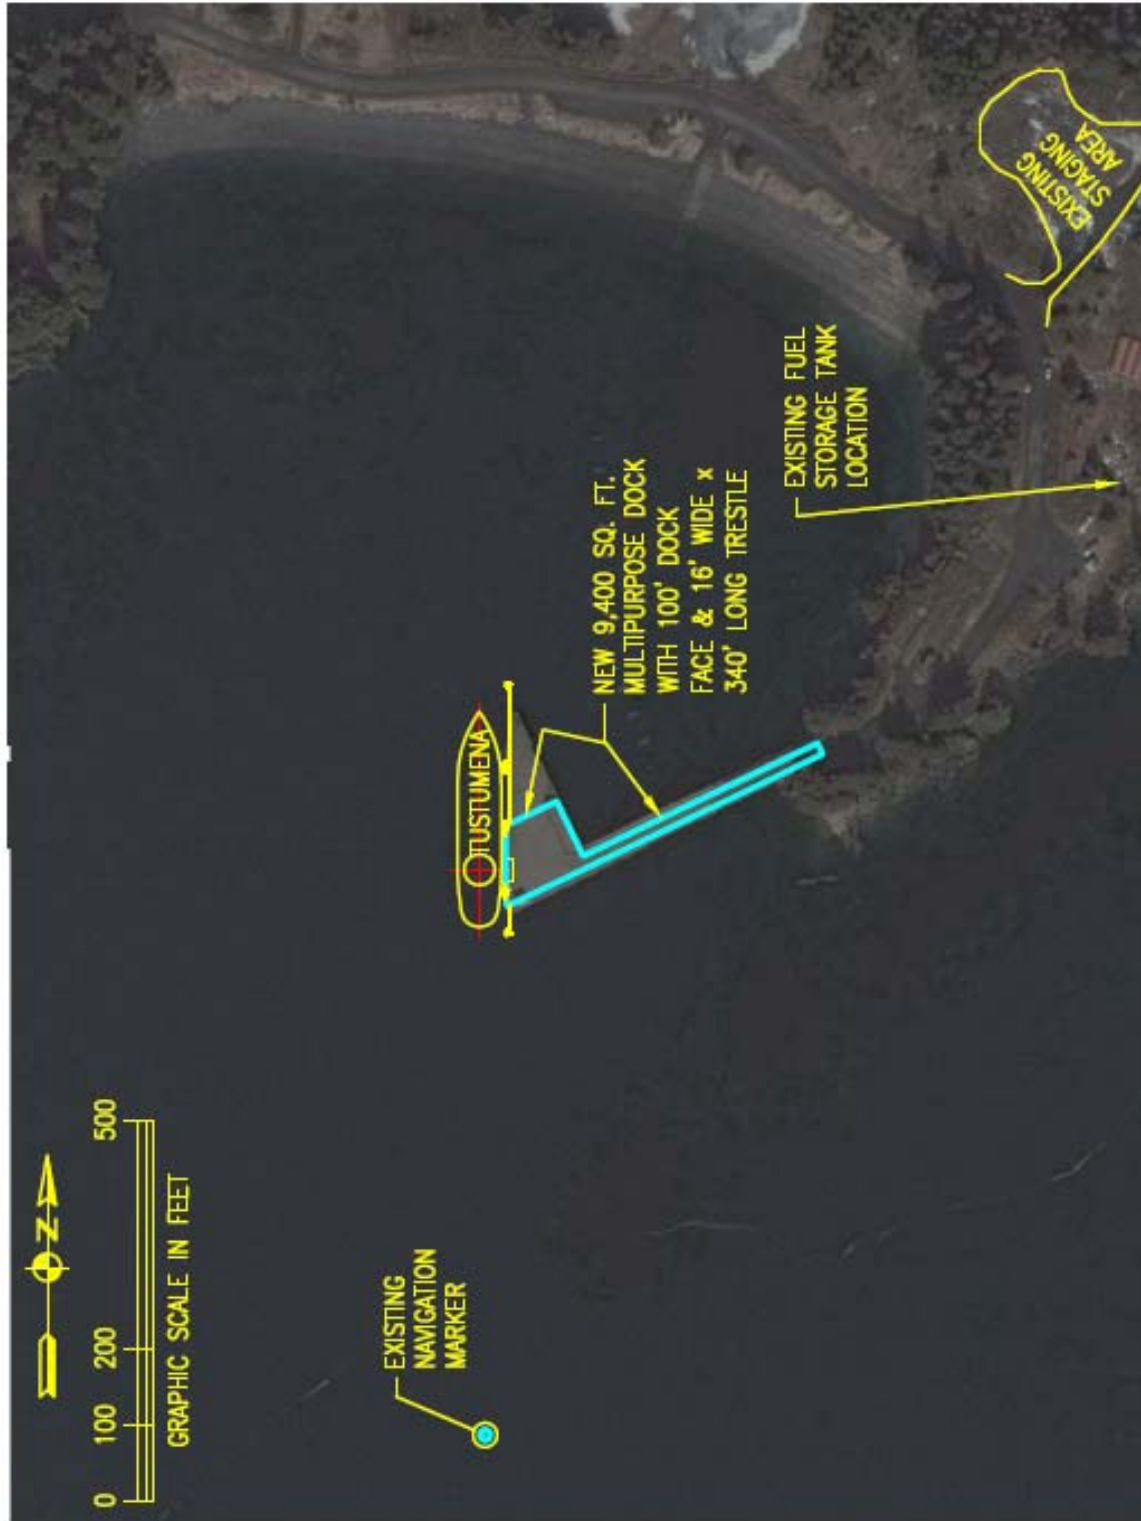 N
0 100 200 500
GRAPHIC SCALE IN FEET
EXISTING
NAVIGATION
MARKER
TUSTUMENA
NEW 9,400 SQ. FT.
MULTIPURPOSE DOCK
WITH 100' DOCK
FACE & 16' WIDE x
340' LONG TRESTLE
EXISTING FUEL
STORAGE TANK
LOCATION
EXISTING
STAGING
AREA